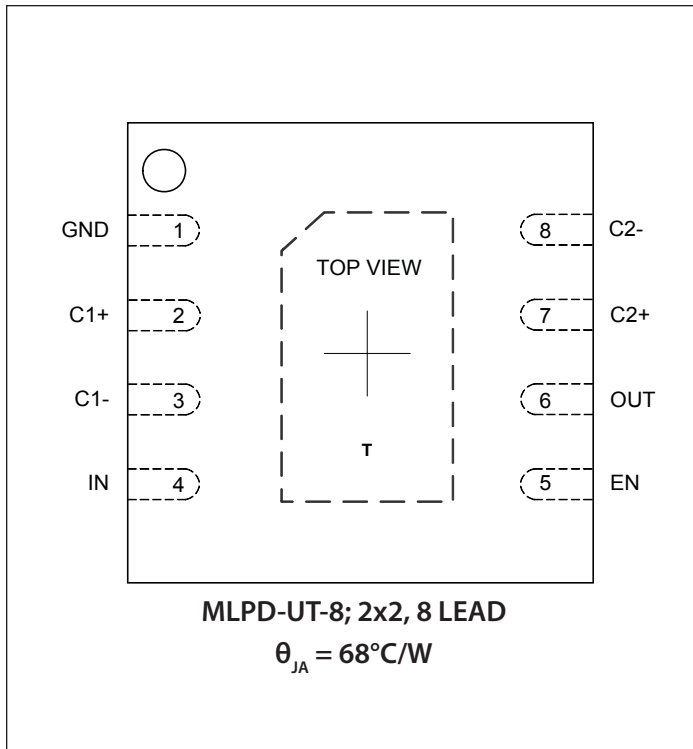 TOP VIEW
GND 1 8 C2-
C1+ 2 7 C2+
C1- 3 6 OUT
T
IN 4 5 EN
MLPD-UT-8; 2x2, 8 LEAD
θJA = 68°C/W